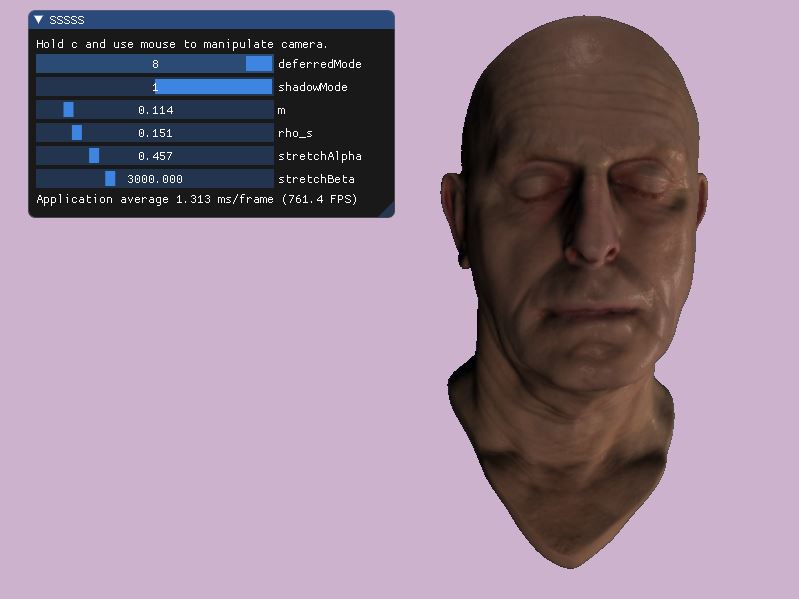 SSSSS
Hold c and use mouse to manipulate camera.
8 deferredMode
1 shadowMode
0.114 m
0.151 rho_s
0.457 stretchAlpha
3000.000 stretchBeta
Application average 1.313 ms/frame (761.4 FPS)